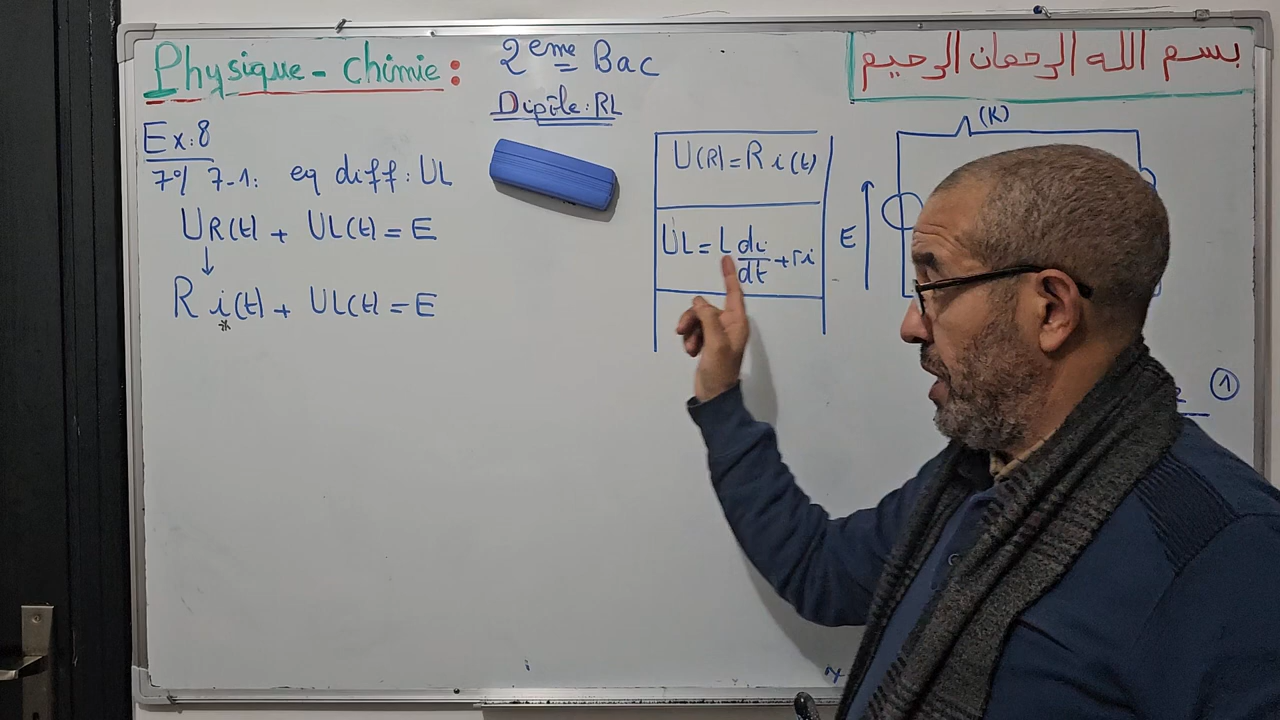 Physique - chimie:
2eme Bac
Dipôle: RL
بسم الله الرحمان الرحيم
Ex: 8
7°/ 7-1: eq diff: UL
UR(t) + UL(t) = E
↓
R i(t) + UL(t) = E
*
U(R) = R i(t)
UL = L di/dt + ri
(K)
E
1